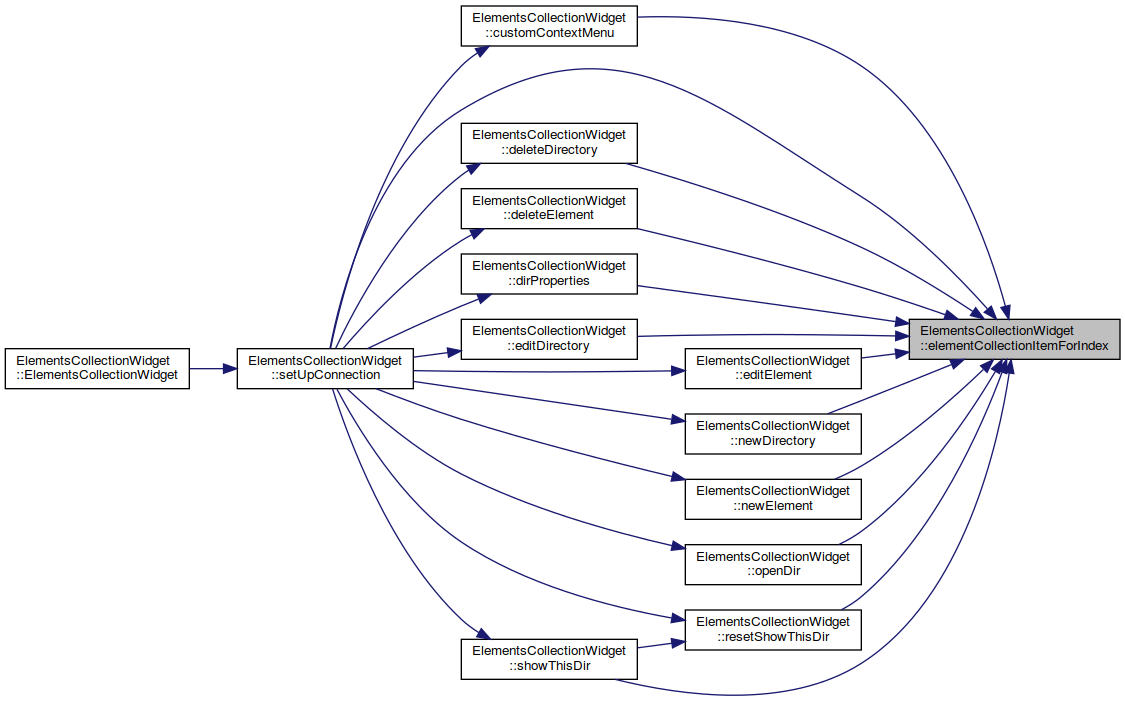 ElementsCollectionWidget
::customContextMenu
ElementsCollectionWidget
::deleteDirectory
ElementsCollectionWidget
::deleteElement
ElementsCollectionWidget
::dirProperties
ElementsCollectionWidget
::editDirectory
ElementsCollectionWidget
::elementCollectionItemForIndex
ElementsCollectionWidget
::ElementsCollectionWidget
ElementsCollectionWidget
::setUpConnection
ElementsCollectionWidget
::editElement
ElementsCollectionWidget
::newDirectory
ElementsCollectionWidget
::newElement
ElementsCollectionWidget
::openDir
ElementsCollectionWidget
::resetShowThisDir
ElementsCollectionWidget
::showThisDir